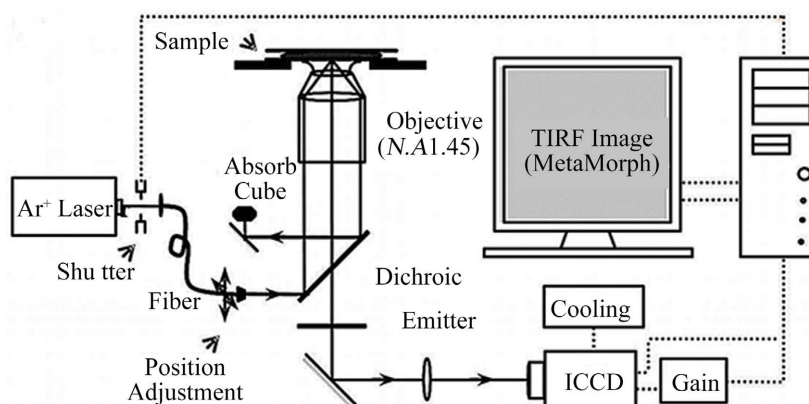 Sample
Objective
(N.A1.45)
TIRF Image
(MetaMorph)
Absorb
Cube
Ar⁺ Laser
Shu tter
Fiber
Dichroic
Position
Adjustment
Emitter
Cooling
ICCD
Gain